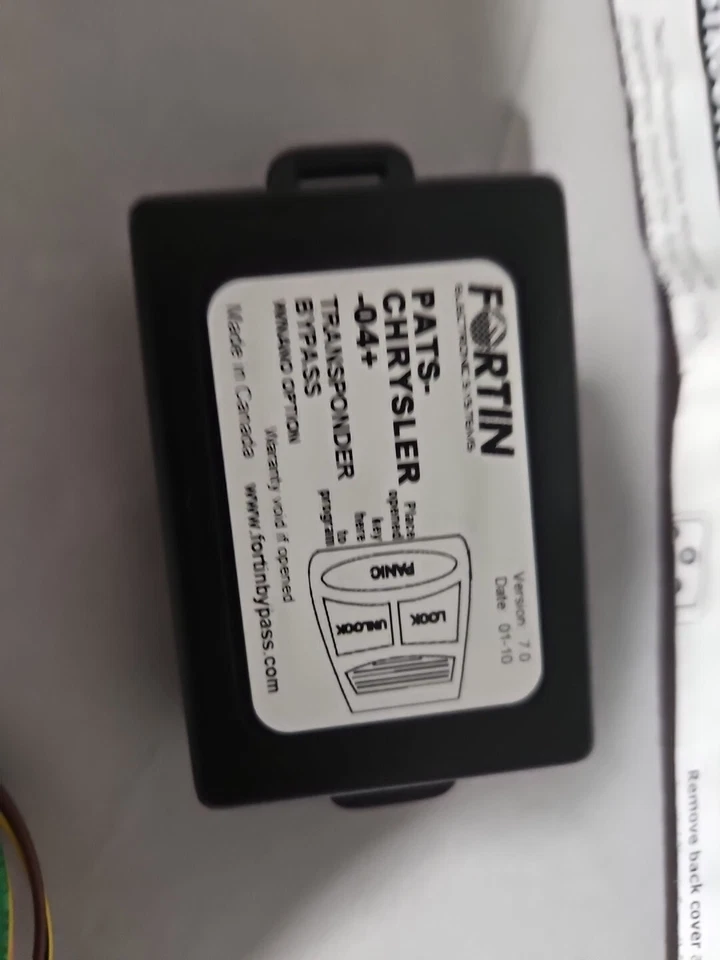 FORTIN
ELECTRONIC SYSTEMS
Version 7.0
Date 01-10
PATS-
CHRYSLER
-04+
TRANSPONDER
BYPASS
W/NANO OPTION
Place
opened
key
here
to
program
PANIC
LOCK
UNLOCK
Warranty void if opened
Made in Canada www.fortinbypass.com
Remove back cover